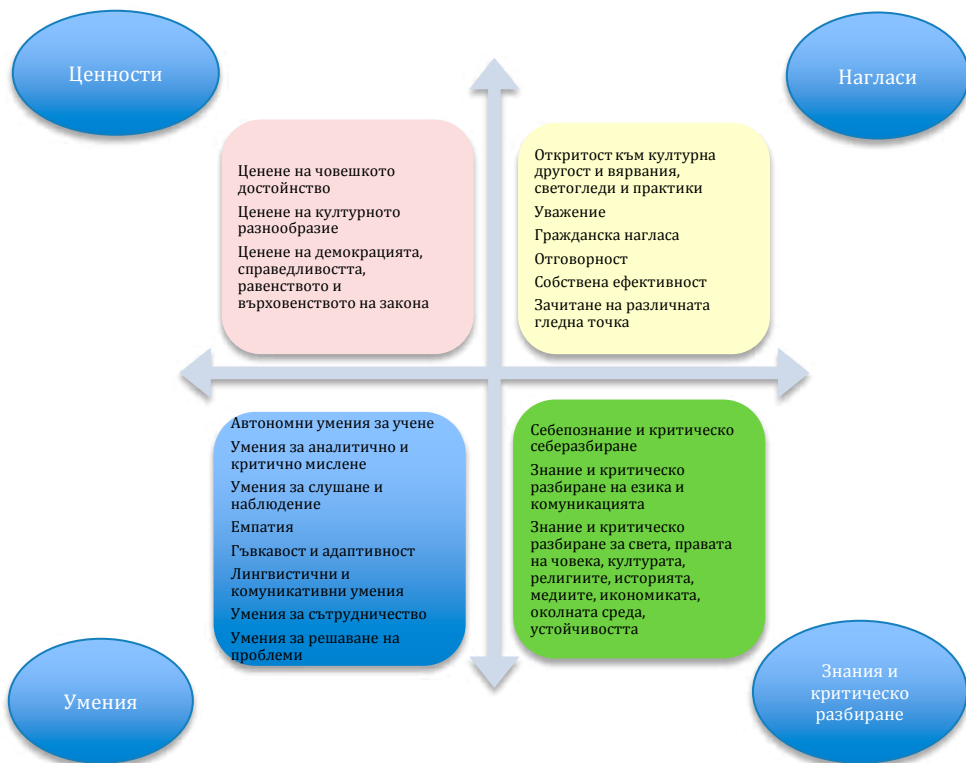 Ценности
Нагласи
Ценене на човешкото
достойнство
Ценене на културното
разнообразие
Ценене на демокрацията,
справедливостта,
равенството и
върховенството на закона
Откритост към културна
другост и вярвания,
светогледи и практики
Уважение
Гражданска нагласа
Отговорност
Собствена ефективност
Зачитане на различната
гледна точка
Автономни умения за учене
Умения за аналитично и
критично мислене
Умения за слушане и
наблюдение
Емпатия
Гъвкавост и адаптивност
Лингвистични и
комуникативни умения
Умения за сътрудничество
Умения за решаване на
проблеми
Себепознание и критическо
себеразбиране
Знание и критическо
разбиране на езика и
комуникацията
Знание и критическо
разбиране за света, правата
на човека, културата,
религиите, историята,
медиите, икономиката,
околната среда,
устойчивостта
Умения
Знания и
критическо
разбиране